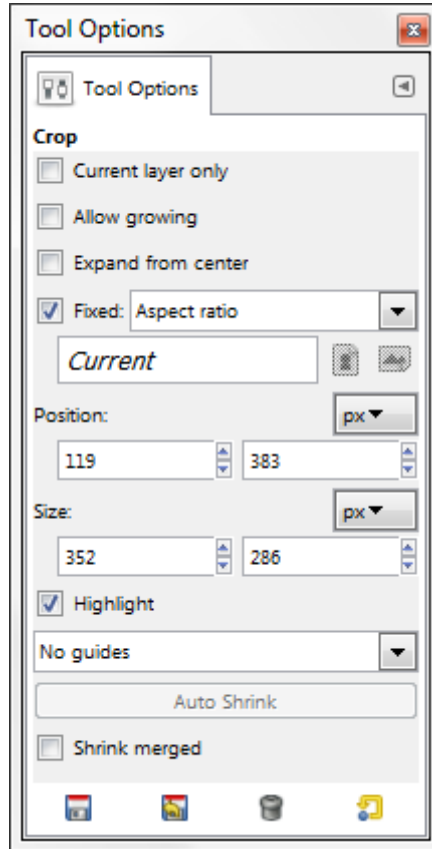 Tool Options
Tool Options
Crop
Current layer only
Allow growing
Expand from center
Fixed: Aspect ratio
Current
Position: px
119 383
Size: px
352 286
Highlight
No guides
Auto Shrink
Shrink merged